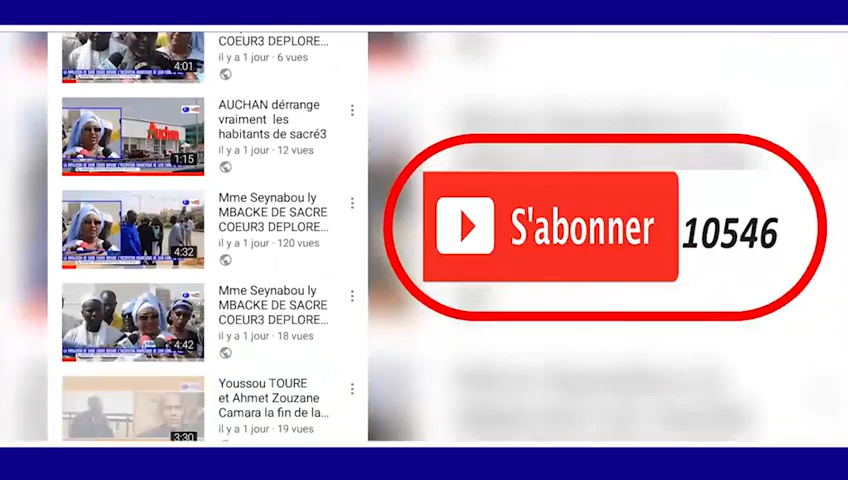 COEUR3 DEPLORE...
il y a 1 jour · 6 vues
4:01
AUCHAN dérrange
vraiment les
habitants de sacré3
il y a 1 jour · 12 vues
Auchan
1:15
Mme Seynabou ly
MBACKE DE SACRE
COEUR3 DEPLORE...
il y a 1 jour · 120 vues
4:32
Mme Seynabou ly
MBACKE DE SACRE
COEUR3 DEPLORE...
il y a 1 jour · 18 vues
4:42
Youssou TOURE
et Ahmet Zouzane
Camara la fin de la...
il y a 1 jour · 19 vues
3:30
S'abonner
10546